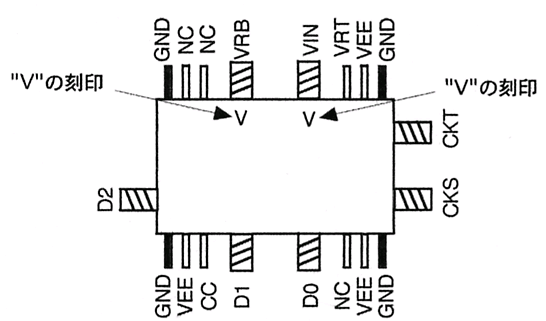 GND NC NC VRB VIN VRT VEE GND
"V"の刻印 "V"の刻印
V V
CKT
D2 CKS
GND VEE CC D1 D0 NC VEE GND